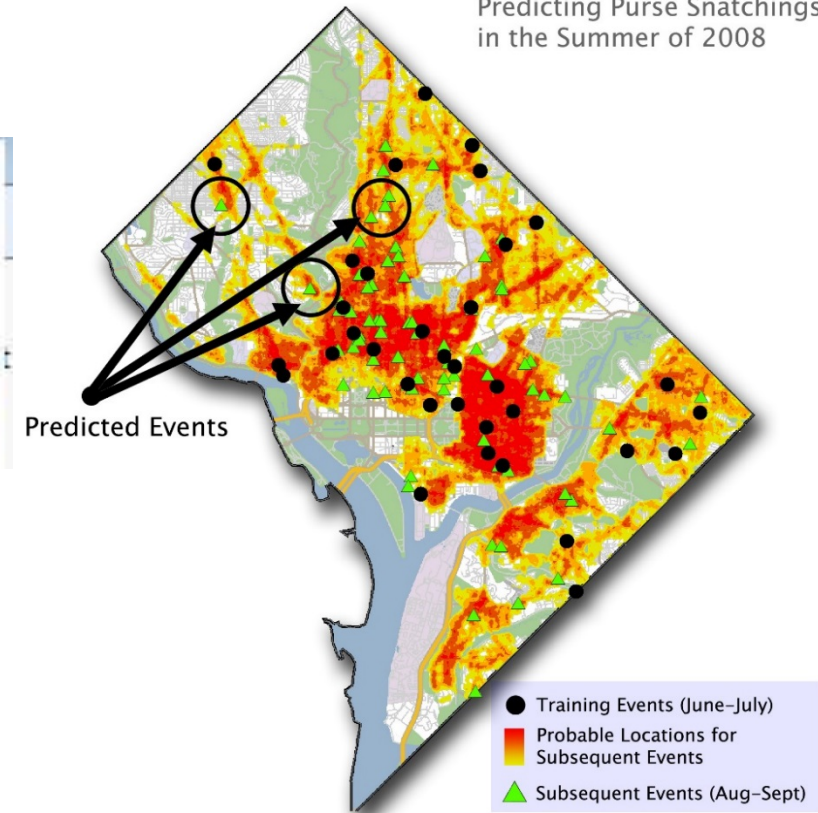 Predicting Purse Snatchings
in the Summer of 2008
Predicted Events
Training Events (June–July)
Probable Locations for
Subsequent Events
Subsequent Events (Aug–Sept)